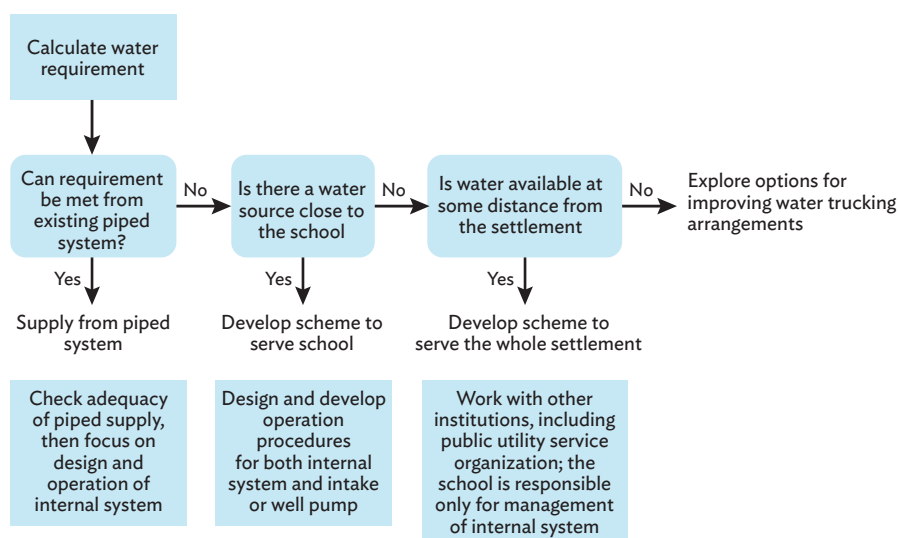 Calculate water
requirement
Can requirement
be met from
existing piped
system?
No
Is there a water
source close to
the school
No
Is water available at
some distance from
the settlement
No
Explore options for
improving water trucking
arrangements
Yes
Supply from piped
system
Yes
Develop scheme to
serve school
Yes
Develop scheme to
serve the whole settlement
Check adequacy
of piped supply,
then focus on
design and
operation of
internal system
Design and develop
operation
procedures
for both internal
system and intake
or well pump
Work with other
institutions, including
public utility service
organization; the
school is responsible
only for management
of internal system